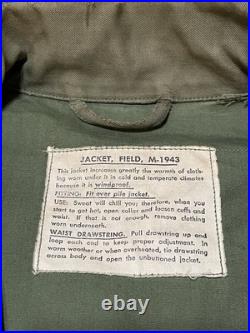 JACKET, FIELD, M-1943
This jacket increases greatly the warmth of cloth-
ing worn under it in cold and temperate climates
because it is windproof.
FITTING: Fit over pile jacket.
USE: Sweat will chill you; therefore, when you
start to get hot, open collar and loosen cuffs and
waist. If that is not enough, remove clothing
worn underneath.
WAIST DRAWSTRING. Pull drawstring up and
loop each end to keep proper adjustment. In
warm weather or when overheated, tie drawstring
across body and open the unbuttoned jacket.